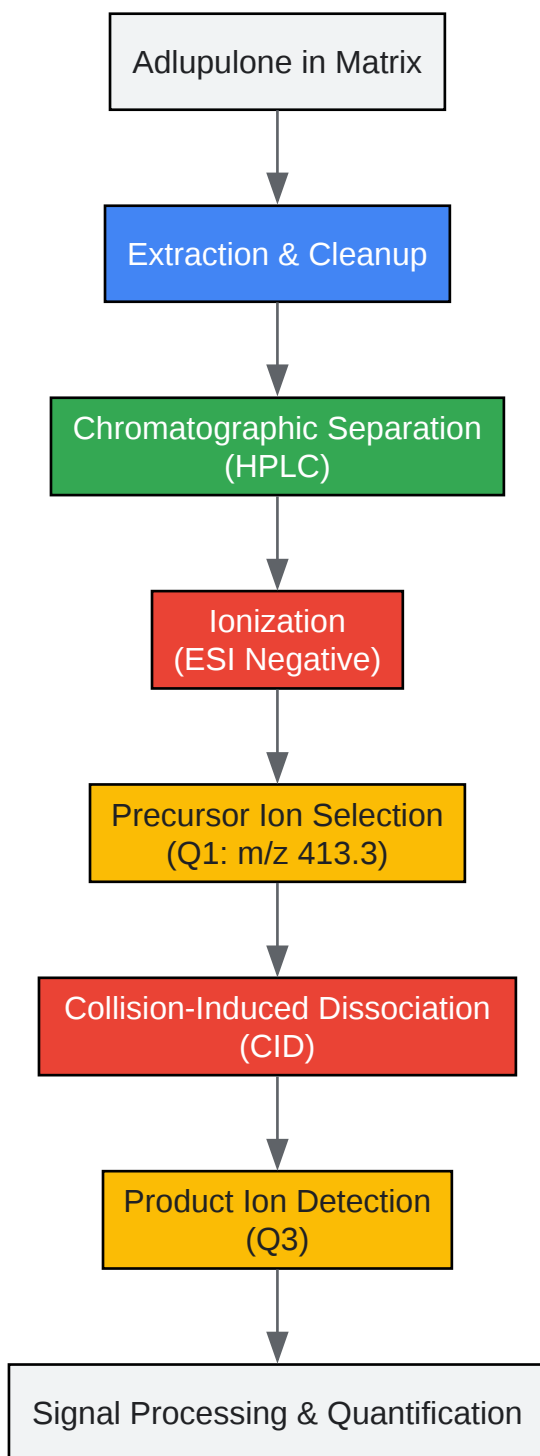 Adlupulone in Matrix
Extraction & Cleanup
Chromatographic Separation
(HPLC)
Ionization
(ESI Negative)
Precursor Ion Selection
(Q1: m/z 413.3)
Collision-Induced Dissociation
(CID)
Product Ion Detection
(Q3)
Signal Processing & Quantification